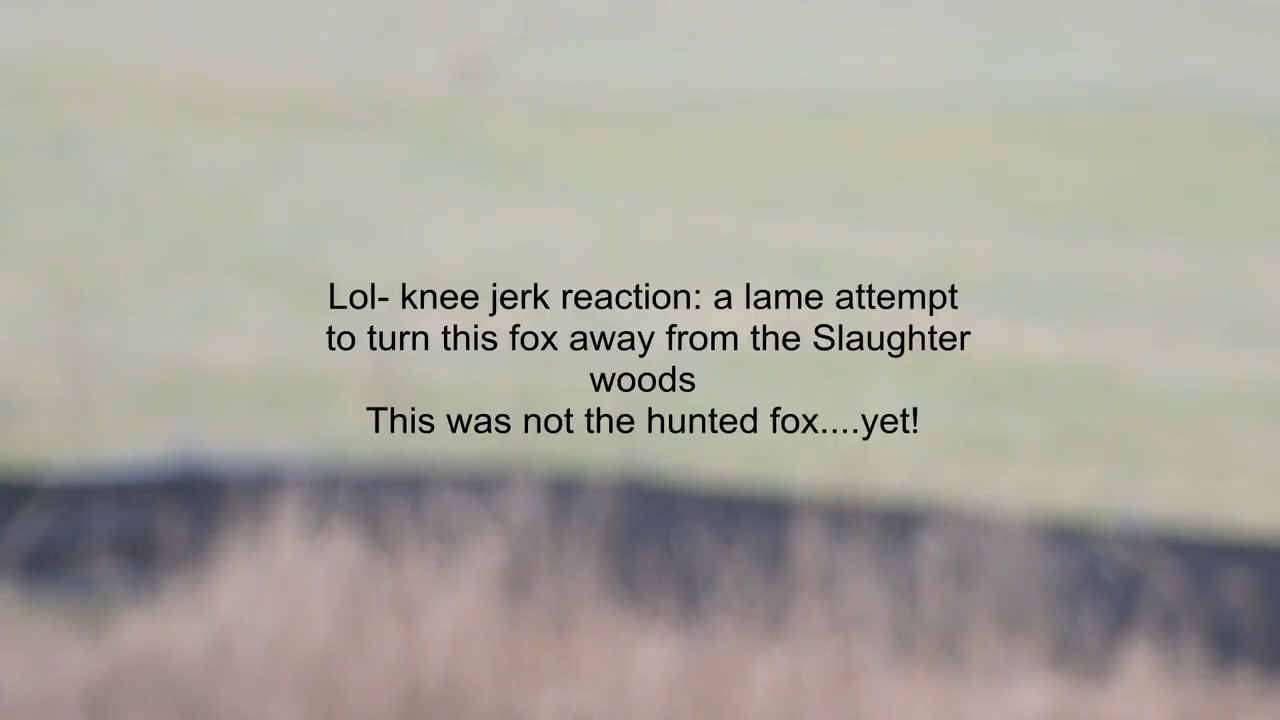 Lol- knee jerk reaction: a lame attempt
to turn this fox away from the Slaughter
woods
This was not the hunted fox....yet!